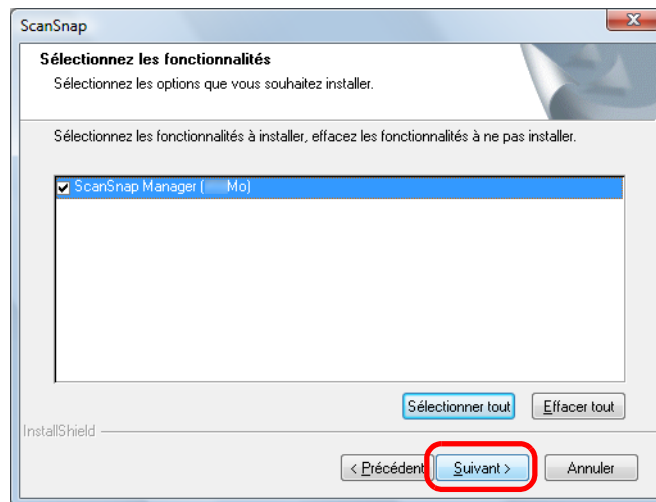 ScanSnap
Sélectionnez les fonctionnalités
Sélectionnez les options que vous souhaitez installer.
Sélectionnez les fonctionnalités à installer, effacez les fonctionnalités à ne pas installer.
ScanSnap Manager ( Mo)
Sélectionner tout Effacer tout
InstallShield
< Précédent Suivant > Annuler